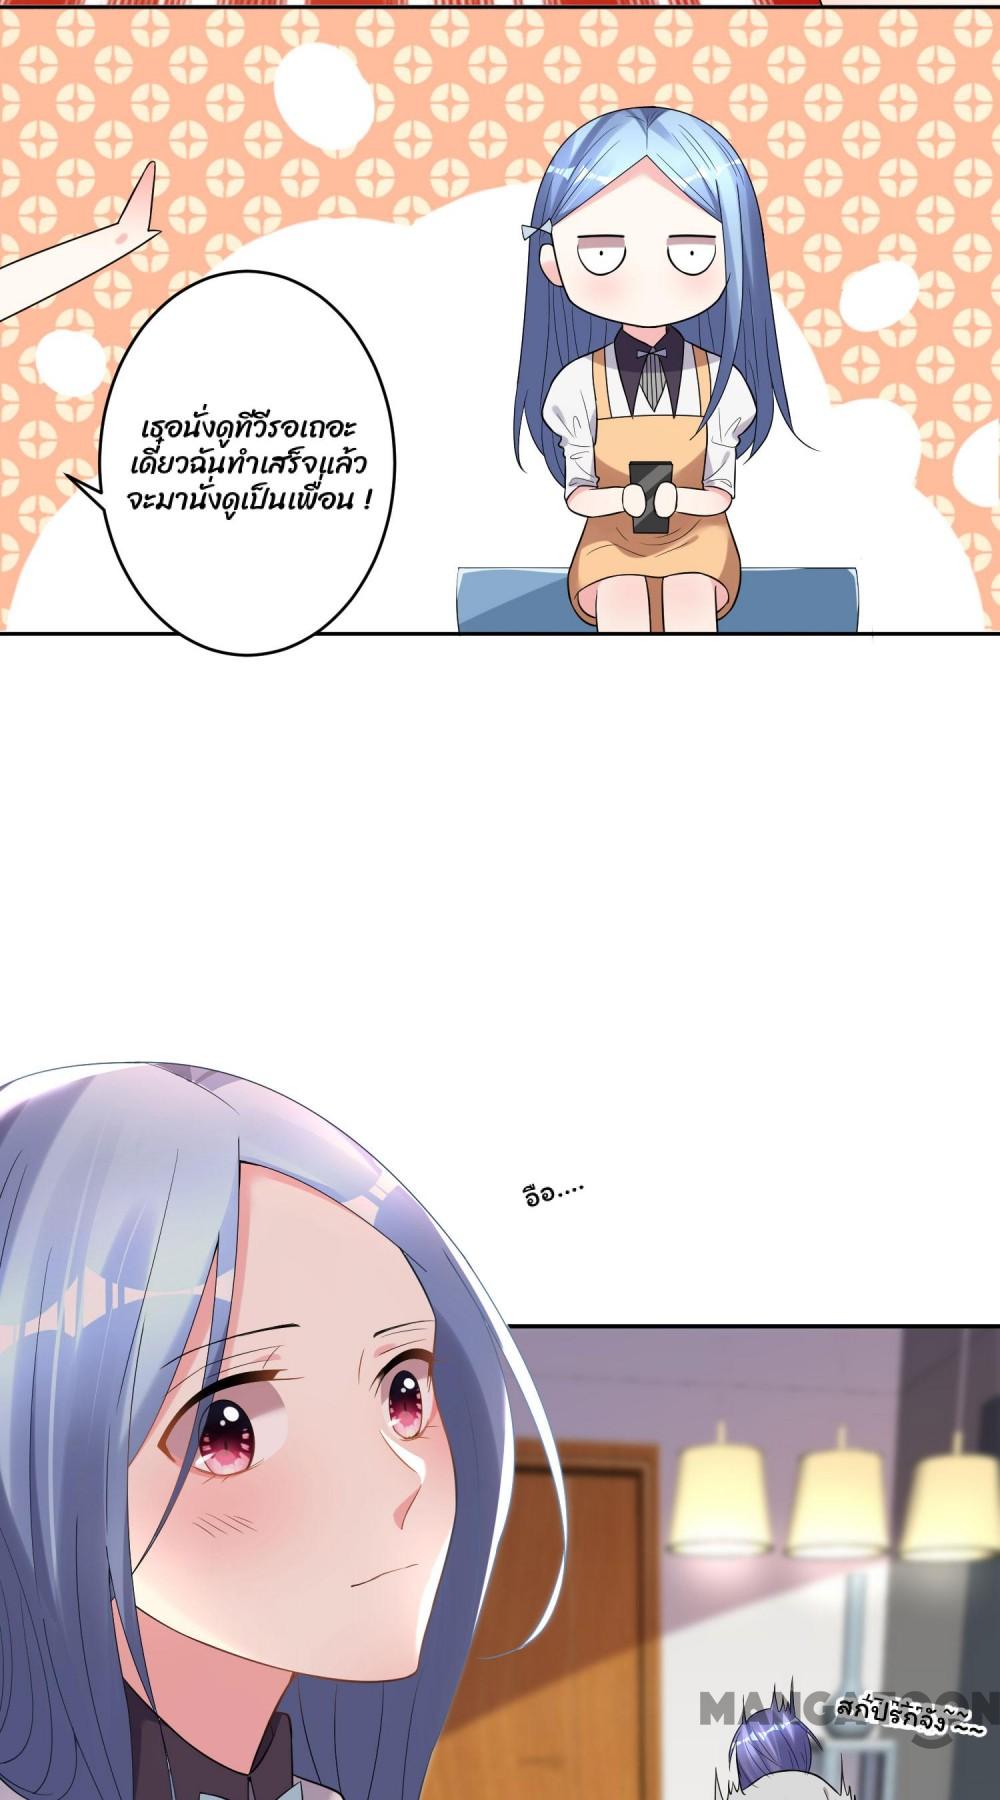 เธอนั่งดูทีวีรอเถอะ
เดี๋ยวฉันทำเสร็จแล้ว
จะมานั่งดูเป็นเพื่อน !
อือ....
MANGATOON
สกปรกจัง~~